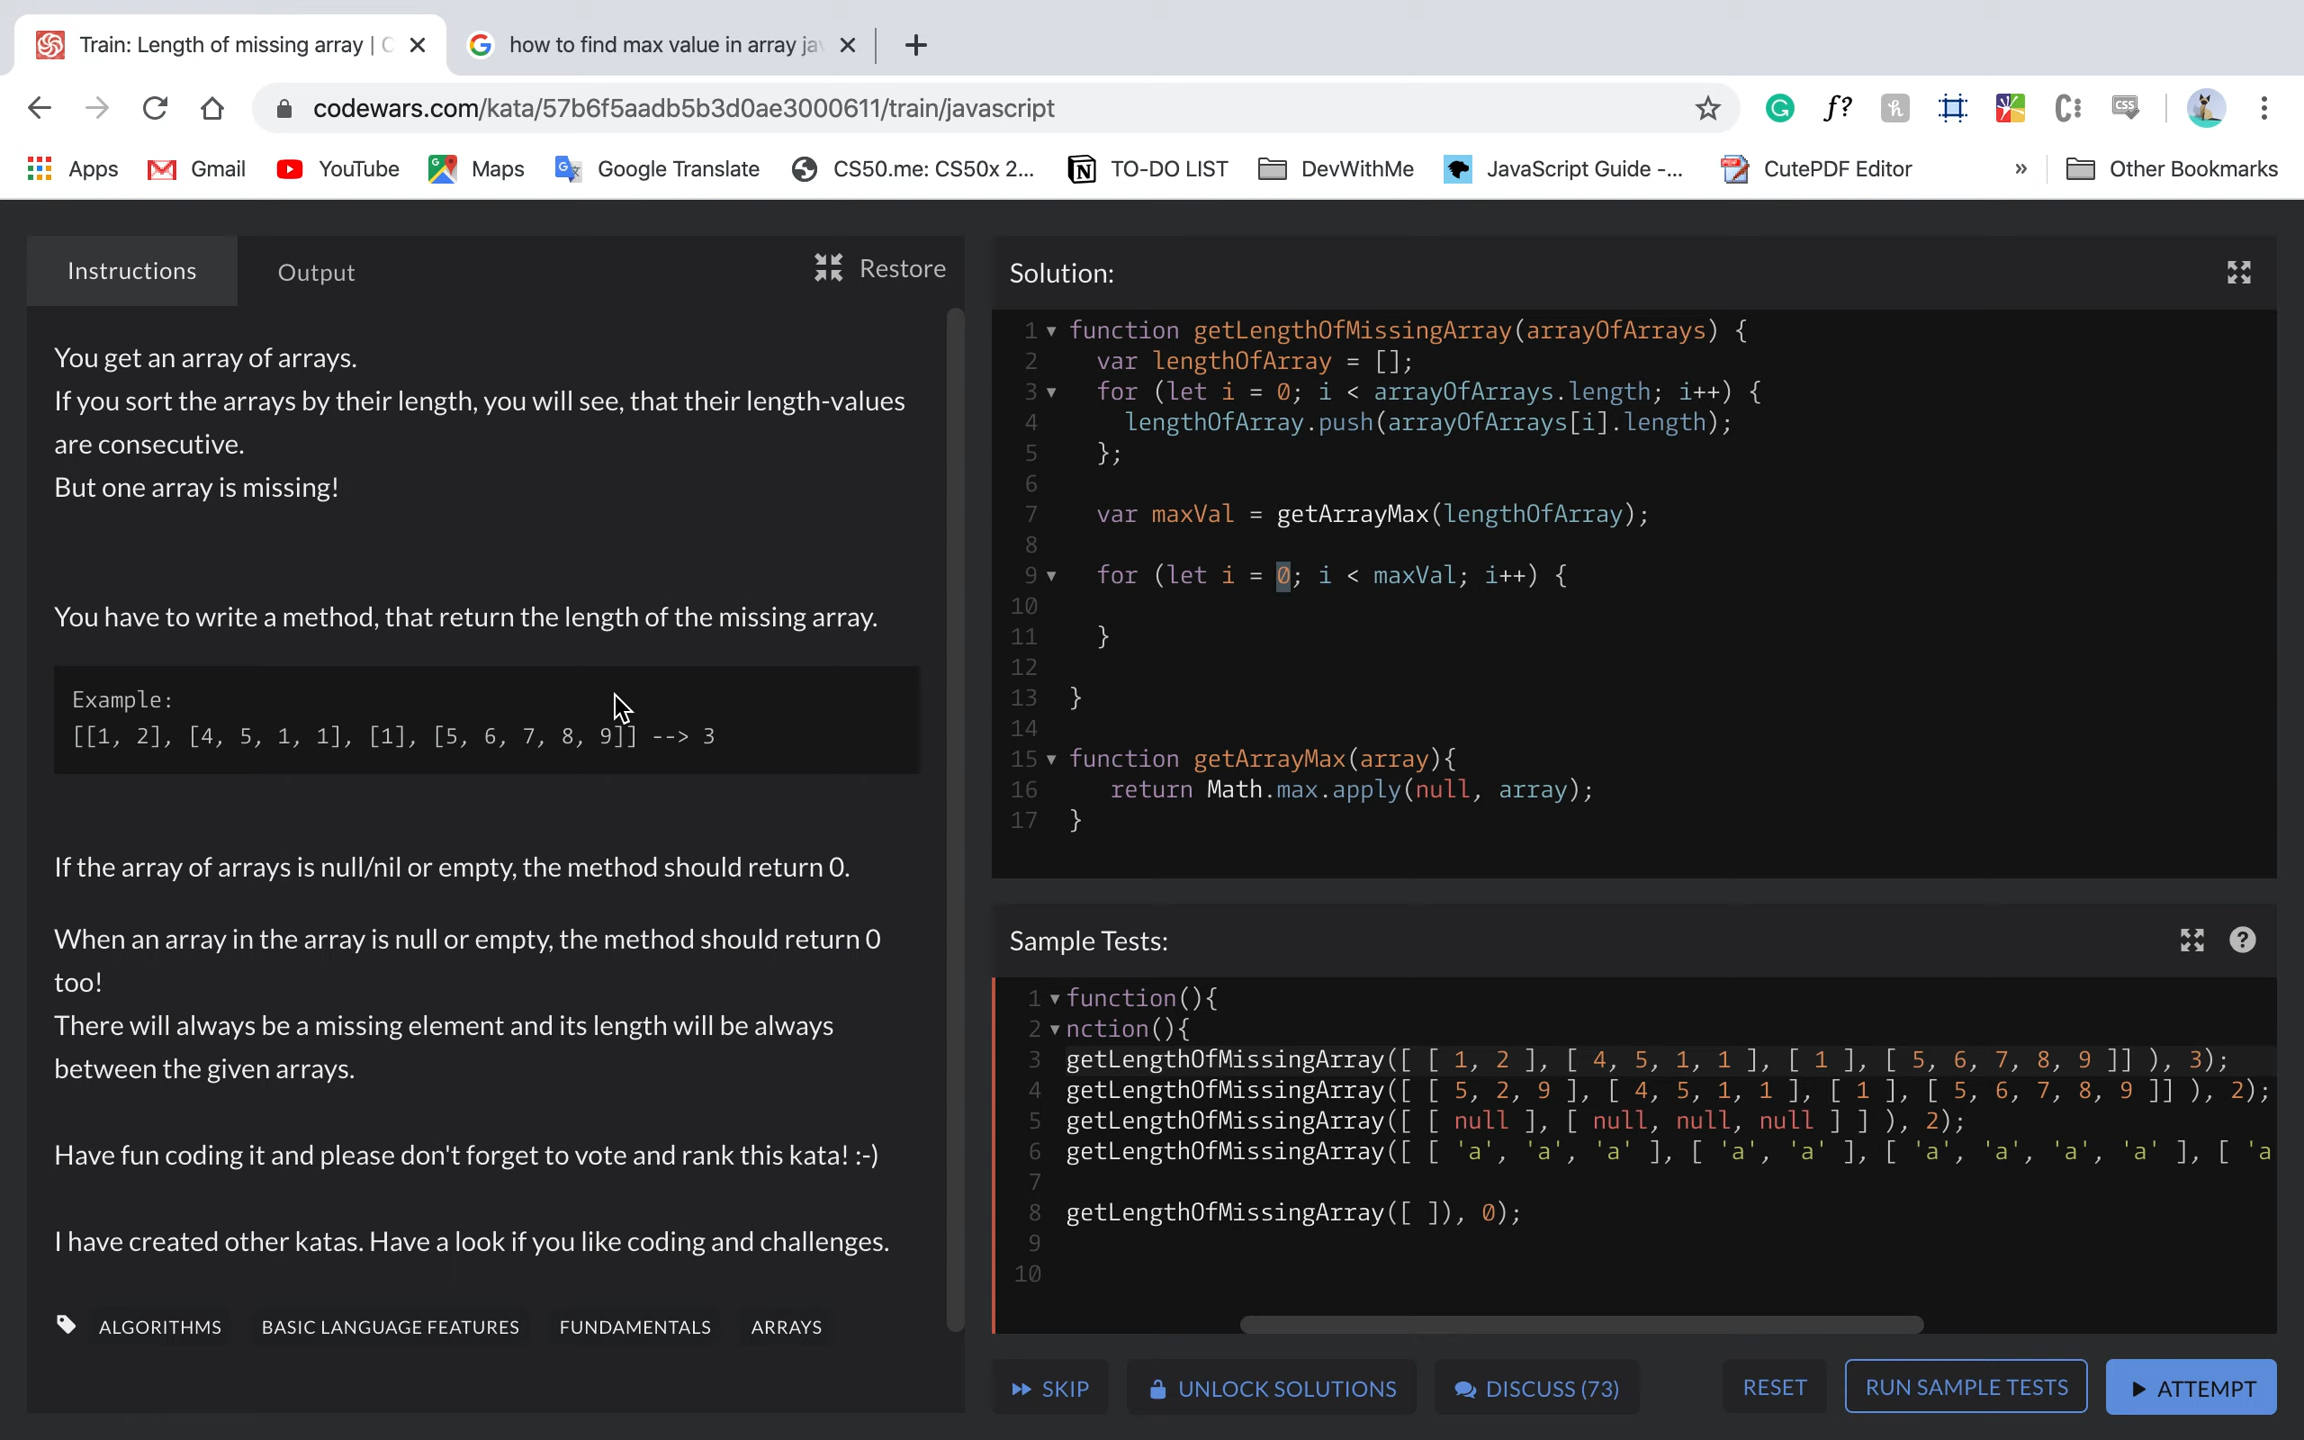 Train: Length of missing array | C
how to find max value in array jav
codewars.com/kata/57b6f5aadb5b3d0ae3000611/train/javascript
Apps Gmail YouTube Maps Google Translate CS50.me: CS50x 2... TO-DO LIST DevWithMe JavaScript Guide -... CutePDF Editor » Other Bookmarks
Instructions Output Restore
You get an array of arrays.
If you sort the arrays by their length, you will see, that their length-values
are consecutive.
But one array is missing!
You have to write a method, that return the length of the missing array.
Example:
[[1, 2], [4, 5, 1, 1], [1], [5, 6, 7, 8, 9]] --> 3
If the array of arrays is null/nil or empty, the method should return 0.
When an array in the array is null or empty, the method should return 0
too!
There will always be a missing element and its length will be always
between the given arrays.
Have fun coding it and please don't forget to vote and rank this kata! :-)
I have created other katas. Have a look if you like coding and challenges.
ALGORITHMS BASIC LANGUAGE FEATURES FUNDAMENTALS ARRAYS
Solution:
1 function getLengthOfMissingArray(arrayOfArrays) {
2 var lengthOfArray = [];
3 for (let i = 0; i < arrayOfArrays.length; i++) {
4 lengthOfArray.push(arrayOfArrays[i].length);
5 };
6
7 var maxVal = getArrayMax(lengthOfArray);
8
9 for (let i = 0; i < maxVal; i++) {
10
11 }
12
13 }
14
15 function getArrayMax(array){
16 return Math.max.apply(null, array);
17 }
Sample Tests:
1 function(){
2 nction(){
3 getLengthOfMissingArray([ [ 1, 2 ], [ 4, 5, 1, 1 ], [ 1 ], [ 5, 6, 7, 8, 9 ]] ), 3);
4 getLengthOfMissingArray([ [ 5, 2, 9 ], [ 4, 5, 1, 1 ], [ 1 ], [ 5, 6, 7, 8, 9 ]] ), 2);
5 getLengthOfMissingArray([ [ null ], [ null, null, null ] ] ), 2);
6 getLengthOfMissingArray([ [ 'a', 'a', 'a' ], [ 'a', 'a' ], [ 'a', 'a', 'a', 'a' ], [ 'a
7
8 getLengthOfMissingArray([ ]), 0);
9
10
SKIP UNLOCK SOLUTIONS DISCUSS (73) RESET RUN SAMPLE TESTS ATTEMPT